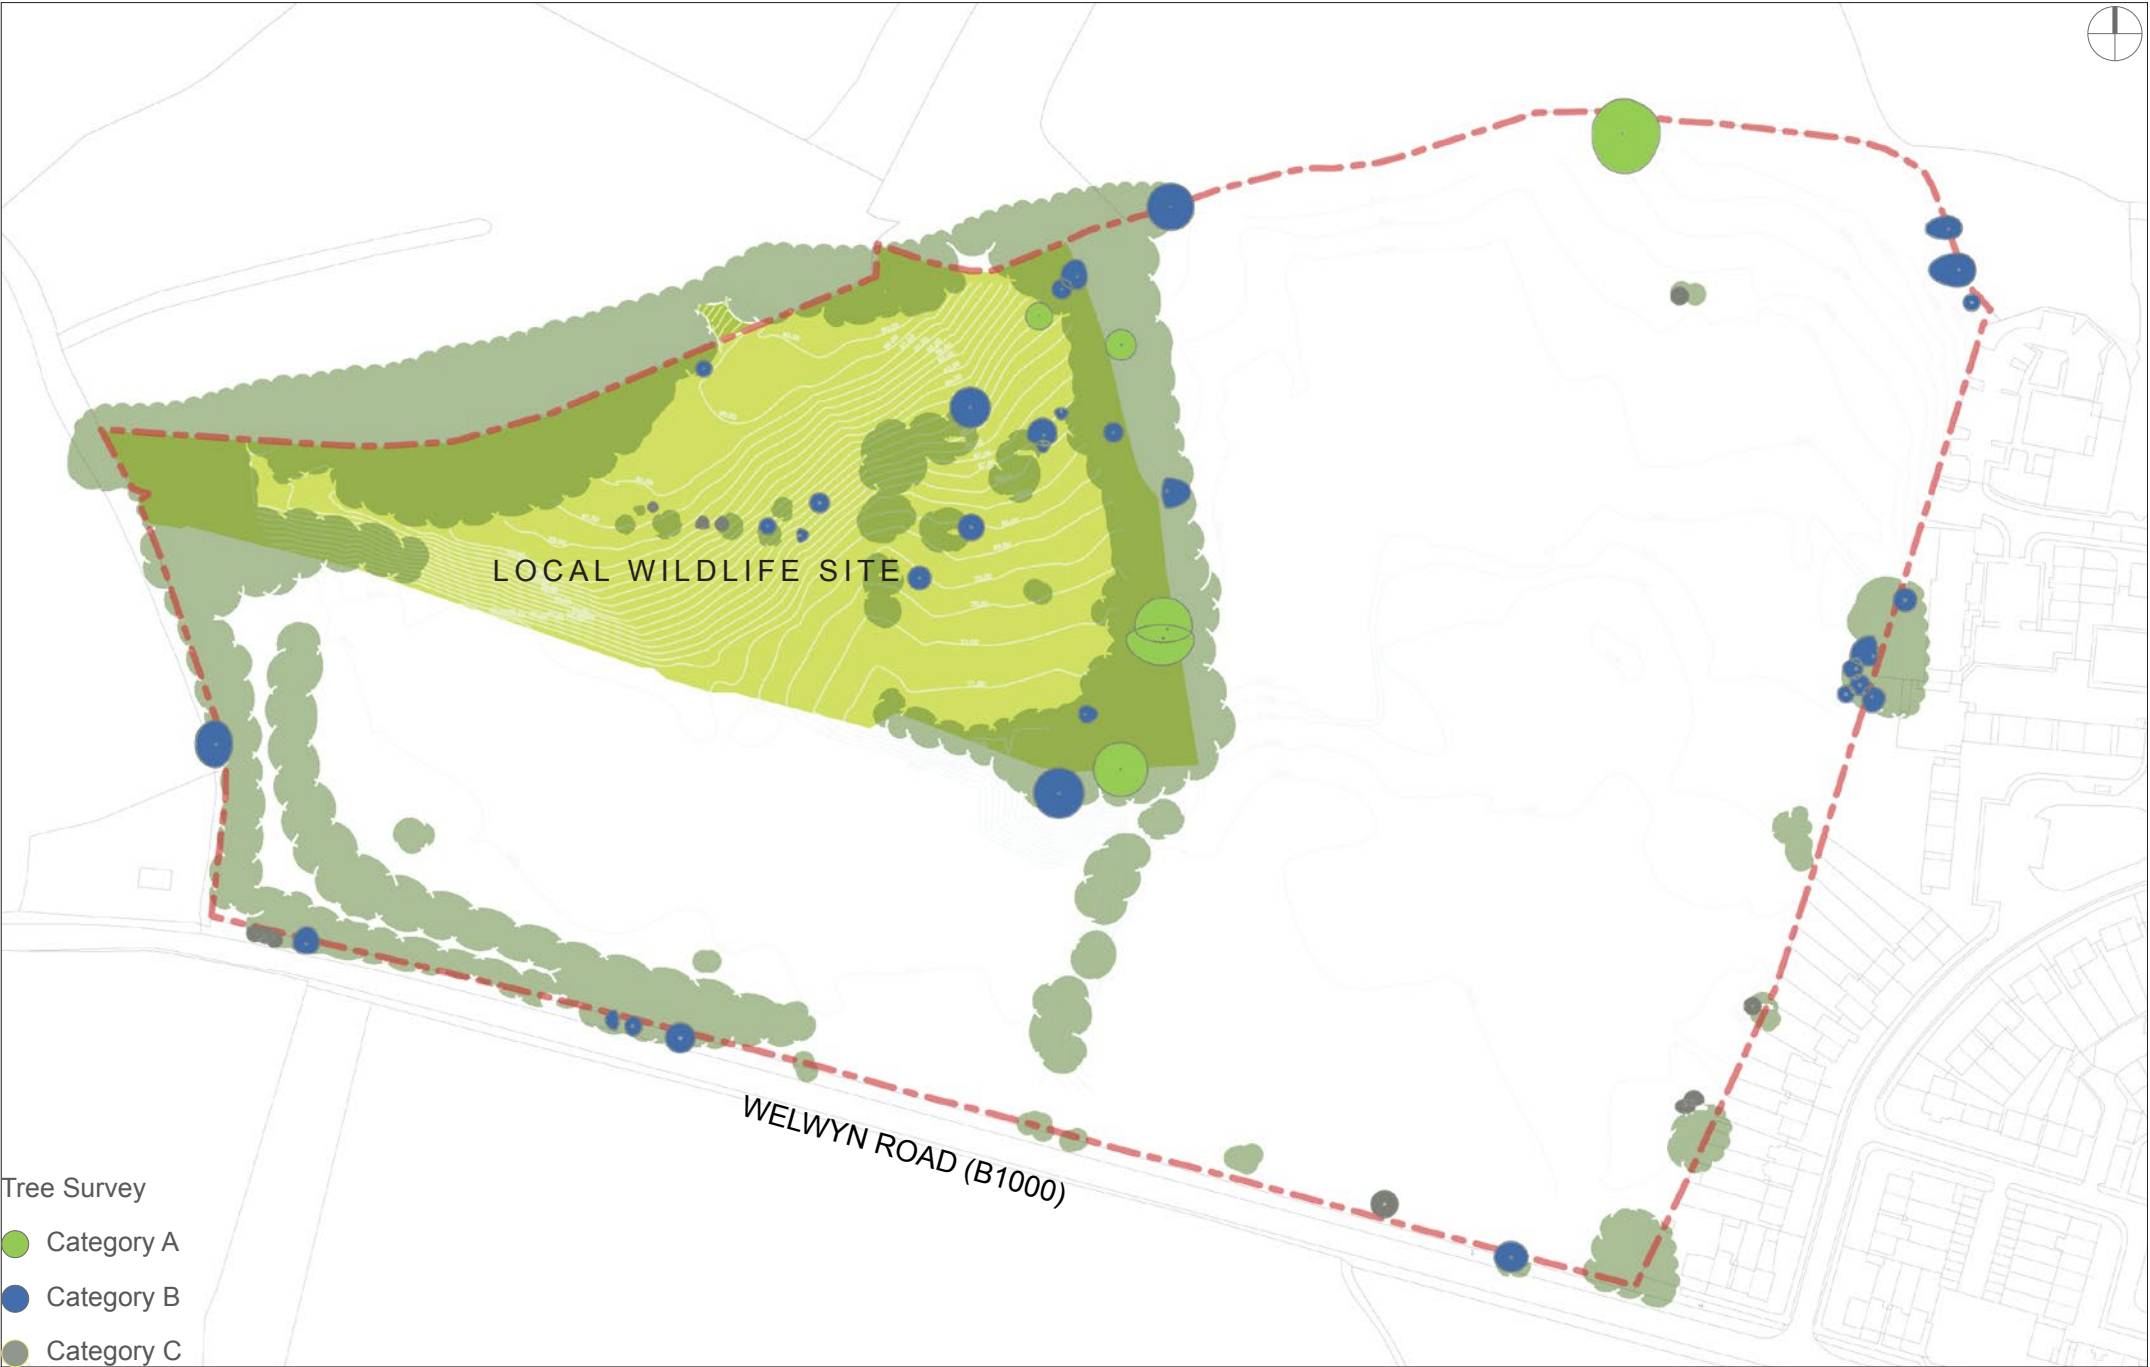 LOCAL WILDLIFE SITE
WELWYN ROAD (B1000)
Tree Survey
Category A
Category B
Category C